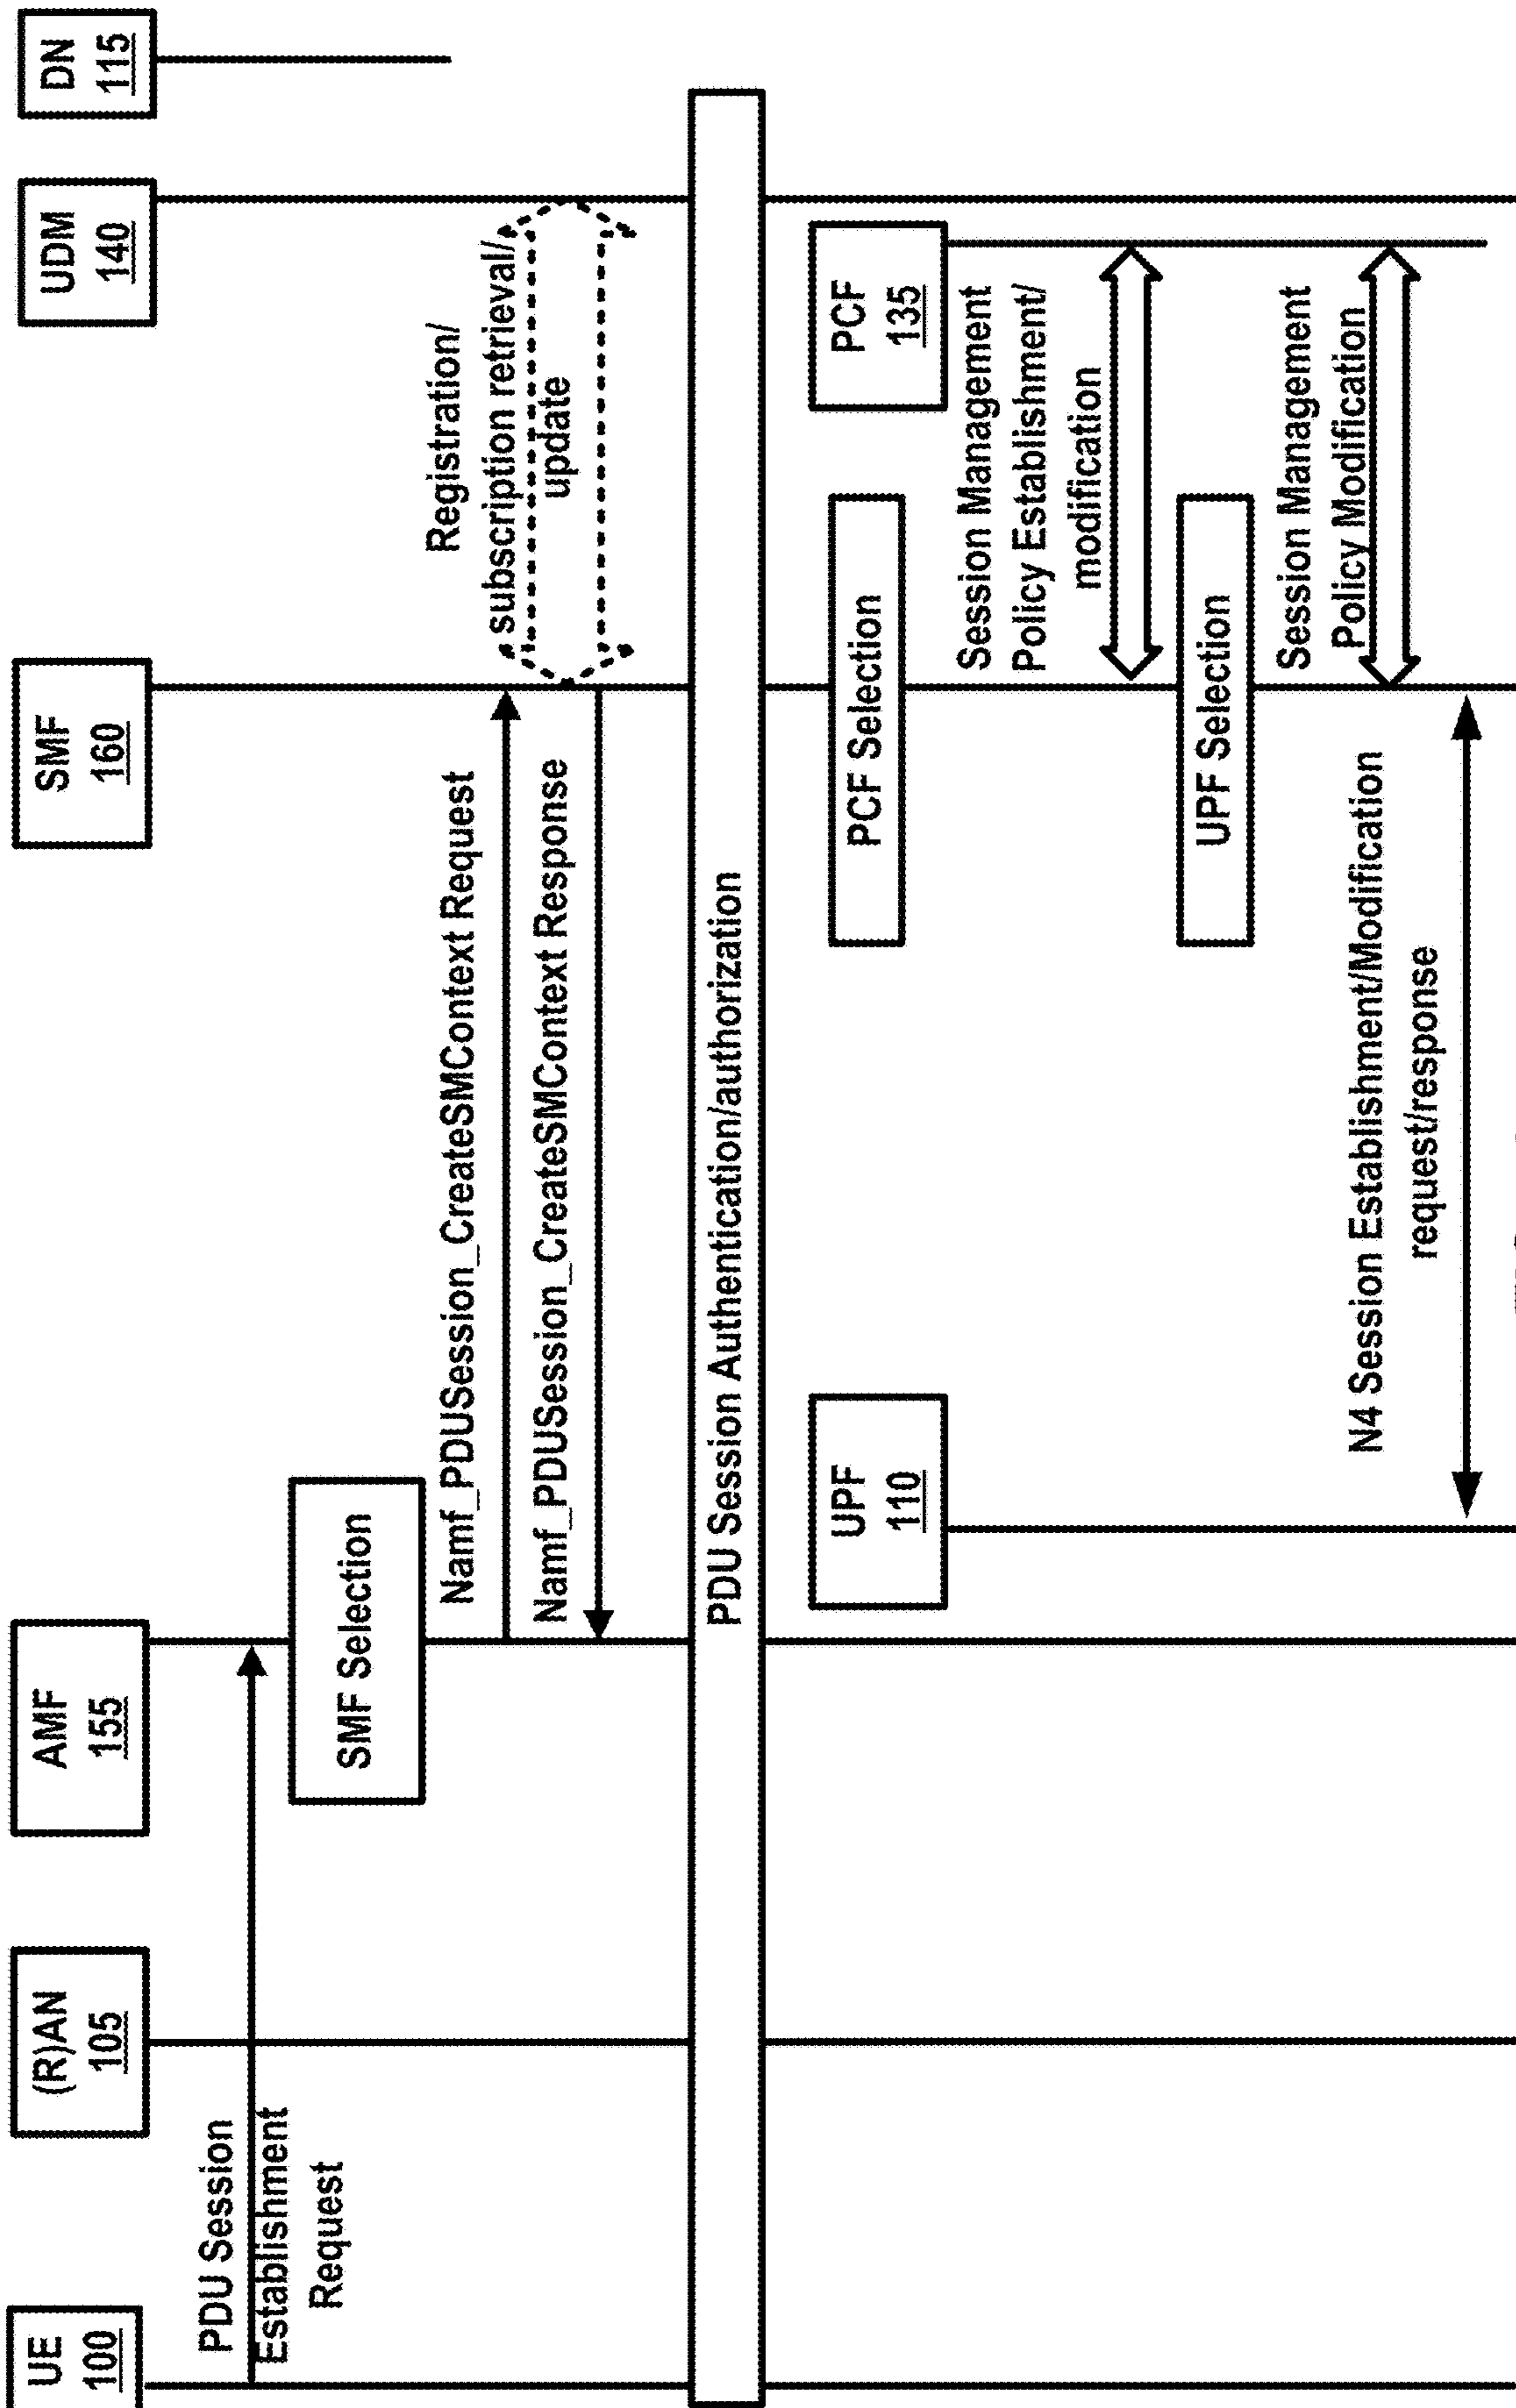 UE
100
(R)AN
105
AMF
155
SMF
160
UDM
140
DN
115
PDU Session
Establishment
Request
SMF Selection
Namf_PDUSession_CreateSMContext Request
Registration/
subscription retrieval/
update
Namf_PDUSession_CreateSMContext Response
PDU Session Authentication/authorization
UPF
110
PCF Selection
PCF
135
Session Management
Policy Establishment/
modification
UPF Selection
Session Management
Policy Modification
N4 Session Establishment/Modification
request/response